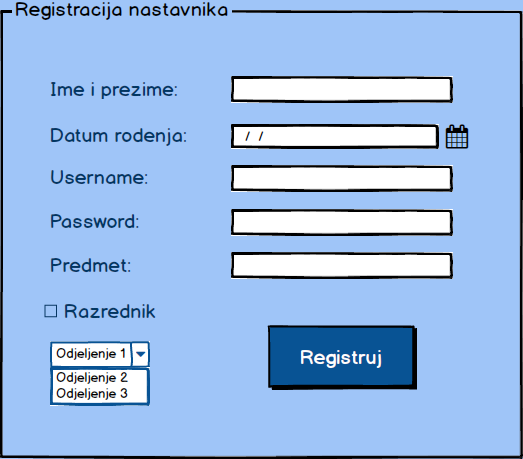 Registracija nastavnika
Ime i prezime:
Datum rodenja:
/ /
Username:
Password:
Predmet:
Razrednik
Odjeljenje 1
Odjeljenje 2
Odjeljenje 3
Registruj